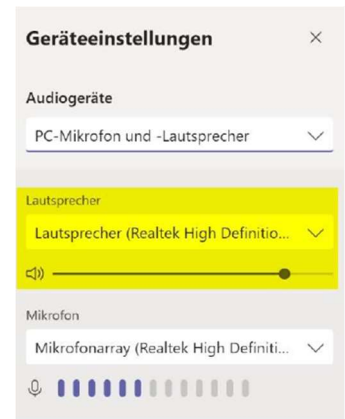 Geräteeinstellungen
Audiogeräte
PC-Mikrofon und -Lautsprecher
Lautsprecher
Lautsprecher (Realtek High Definitio...
Mikrofon
Mikrofonarray (Realtek High Definiti...